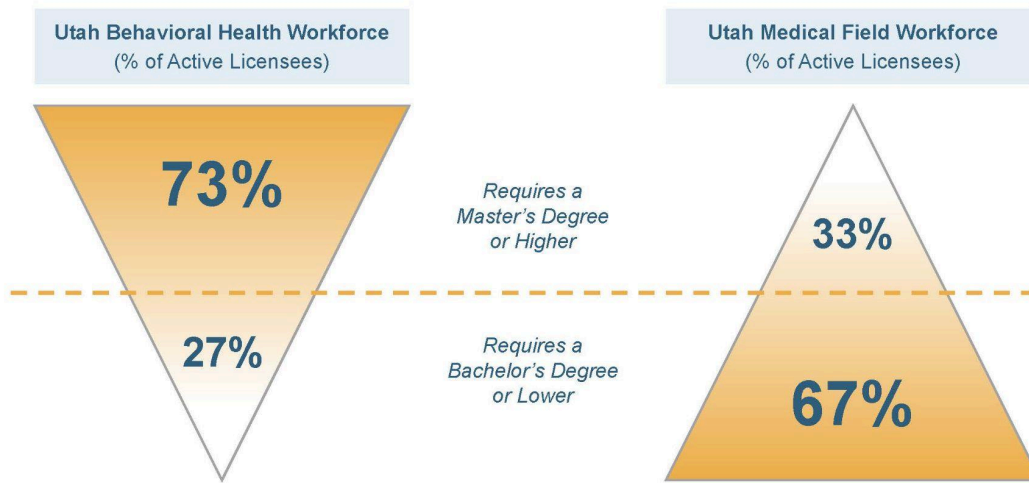 Utah Behavioral Health Workforce
(% of Active Licensees)
Utah Medical Field Workforce
(% of Active Licensees)
73%
Requires a
Master’s Degree
or Higher
33%
27%
Requires a
Bachelor’s Degree
or Lower
67%